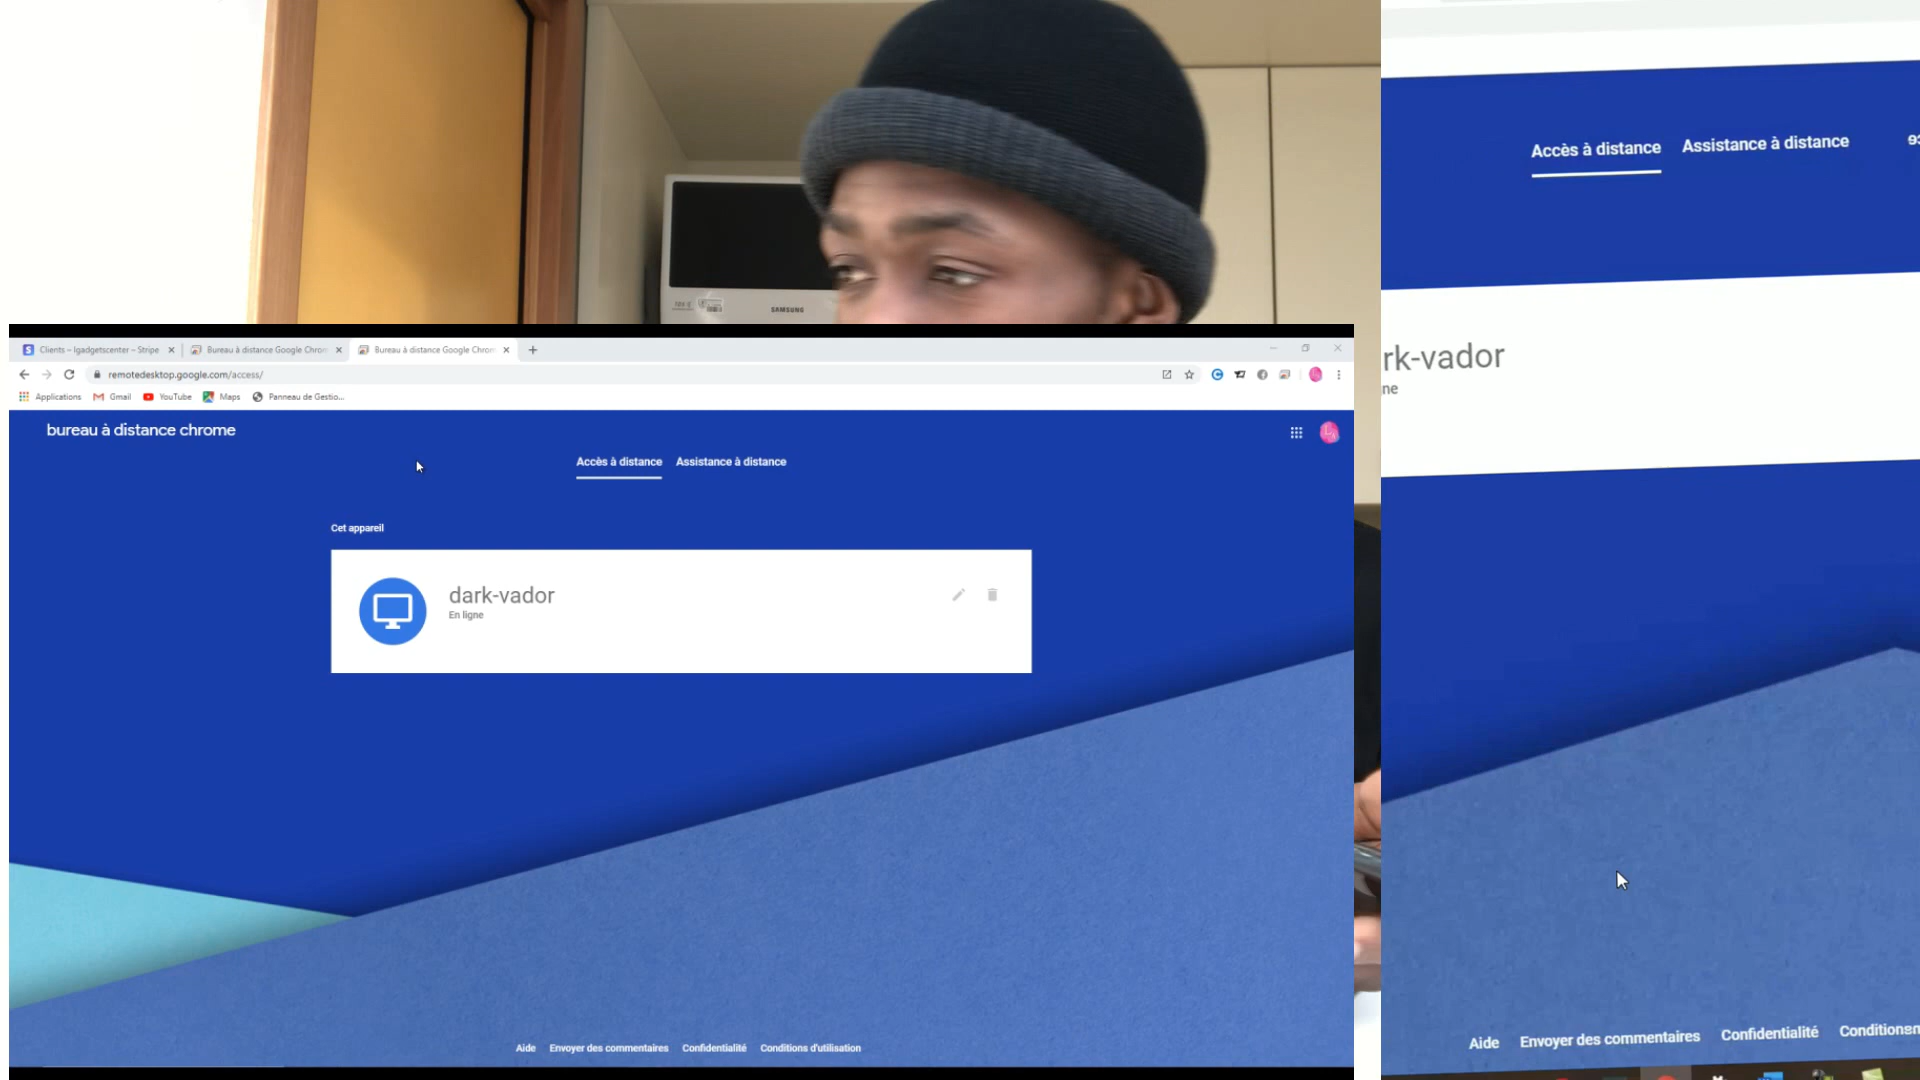 SAMSUNG
Clients – Igadgetscenter – Stripe
Bureau à distance Google Chrom
Bureau à distance Google Chrom
remotedesktop.google.com/access/
Applications
Gmail
YouTube
Maps
Panneau de Gestio...
bureau à distance chrome
Accès à distance
Assistance à distance
Cet appareil
dark-vador
En ligne
Aide
Envoyer des commentaires
Confidentialité
Conditions d'utilisation
Accès à distance
Assistance à distance
93
rk-vador
ne
Aide
Envoyer des commentaires
Confidentialité